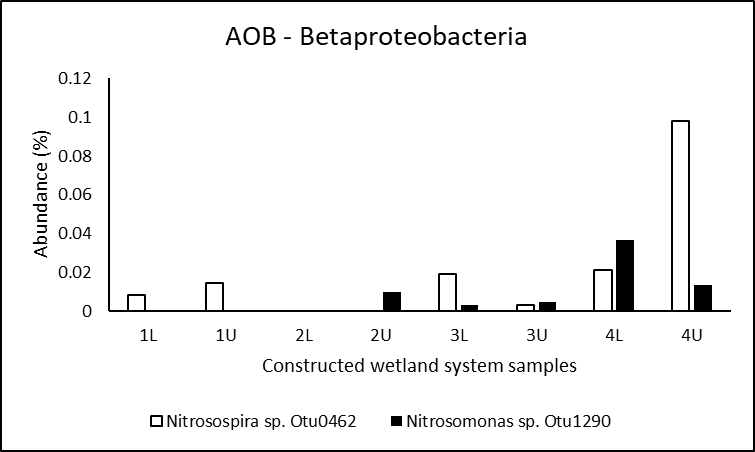 AOB - Betaproteobacteria
0.12
0.1
0.08
0.06
0.04
0.02
0
Abundance (%)
1L 1U 2L 2U 3L 3U 4L 4U
Constructed wetland system samples
Nitrosospira sp. Otu0462 Nitrosomonas sp. Otu1290